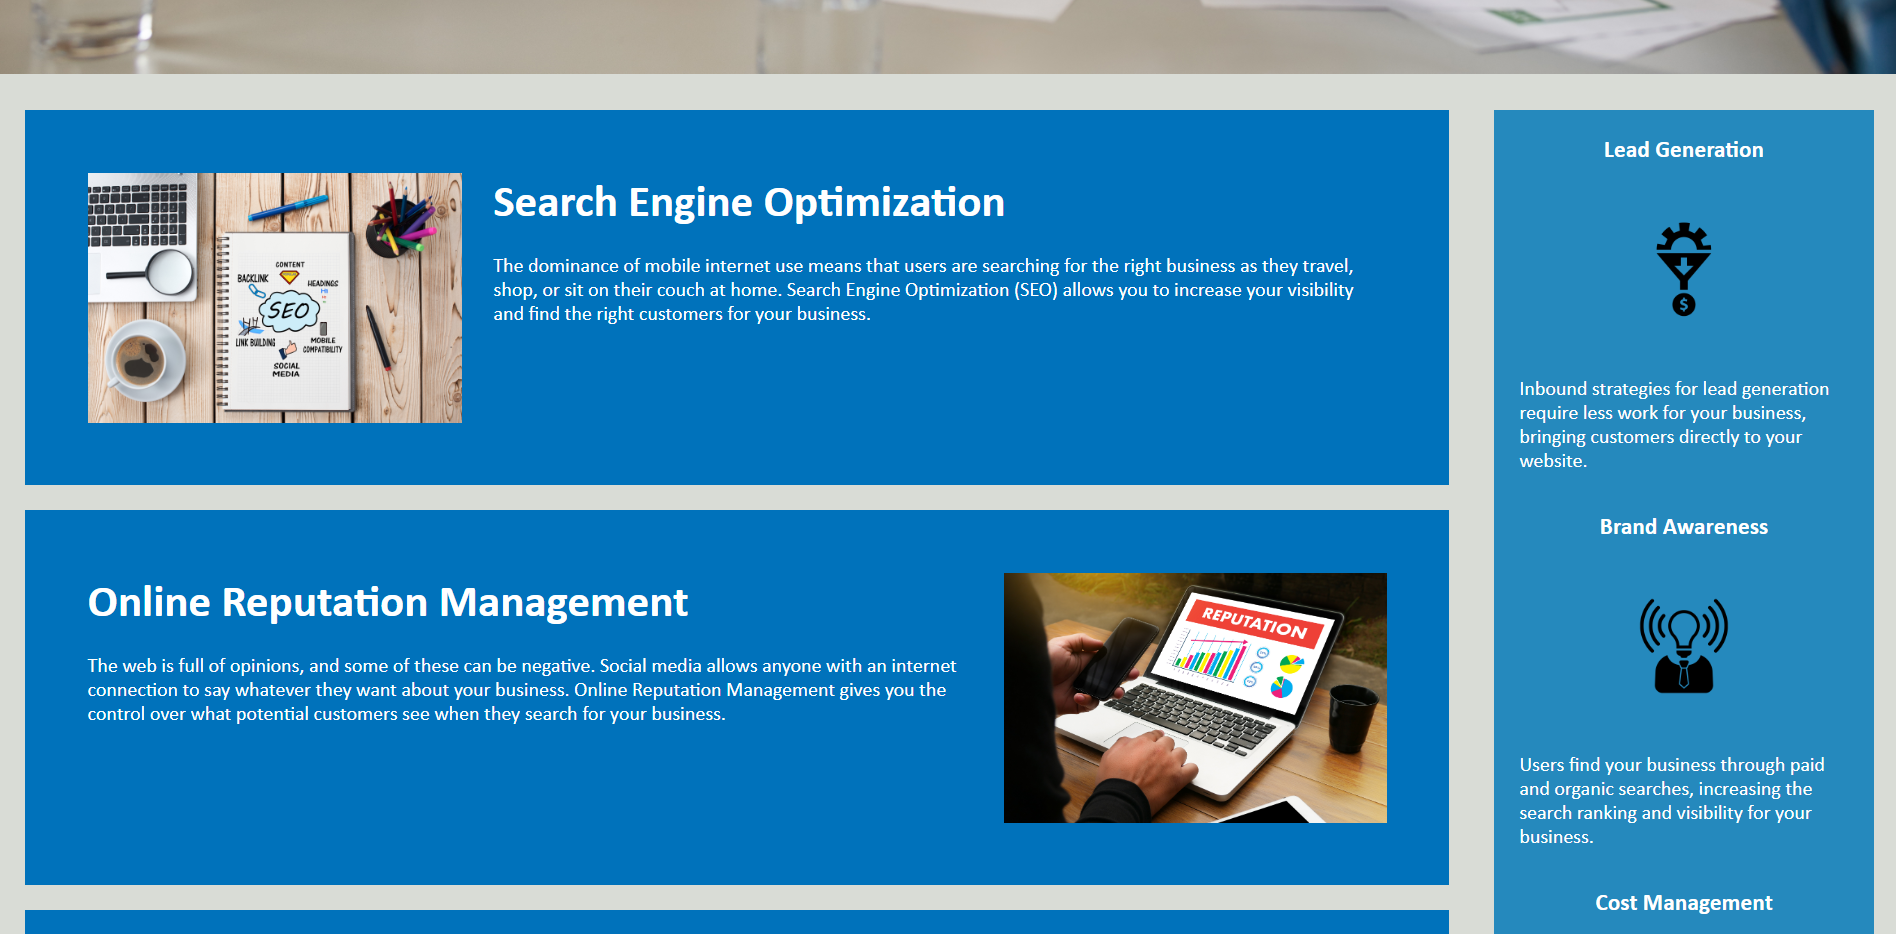 Search Engine Optimization
The dominance of mobile internet use means that users are searching for the right business as they travel,
shop, or sit on their couch at home. Search Engine Optimization (SEO) allows you to increase your visibility
and find the right customers for your business.
CONTENT
BACKLINK
HEADINGS
SEO
LINK BUILDING
MOBILE
COMPATIBILITY
SOCIAL
MEDIA
Online Reputation Management
The web is full of opinions, and some of these can be negative. Social media allows anyone with an internet
connection to say whatever they want about your business. Online Reputation Management gives you the
control over what potential customers see when they search for your business.
REPUTATION
Lead Generation
$
Inbound strategies for lead generation
require less work for your business,
bringing customers directly to your
website.
Brand Awareness
Users find your business through paid
and organic searches, increasing the
search ranking and visibility for your
business.
Cost Management